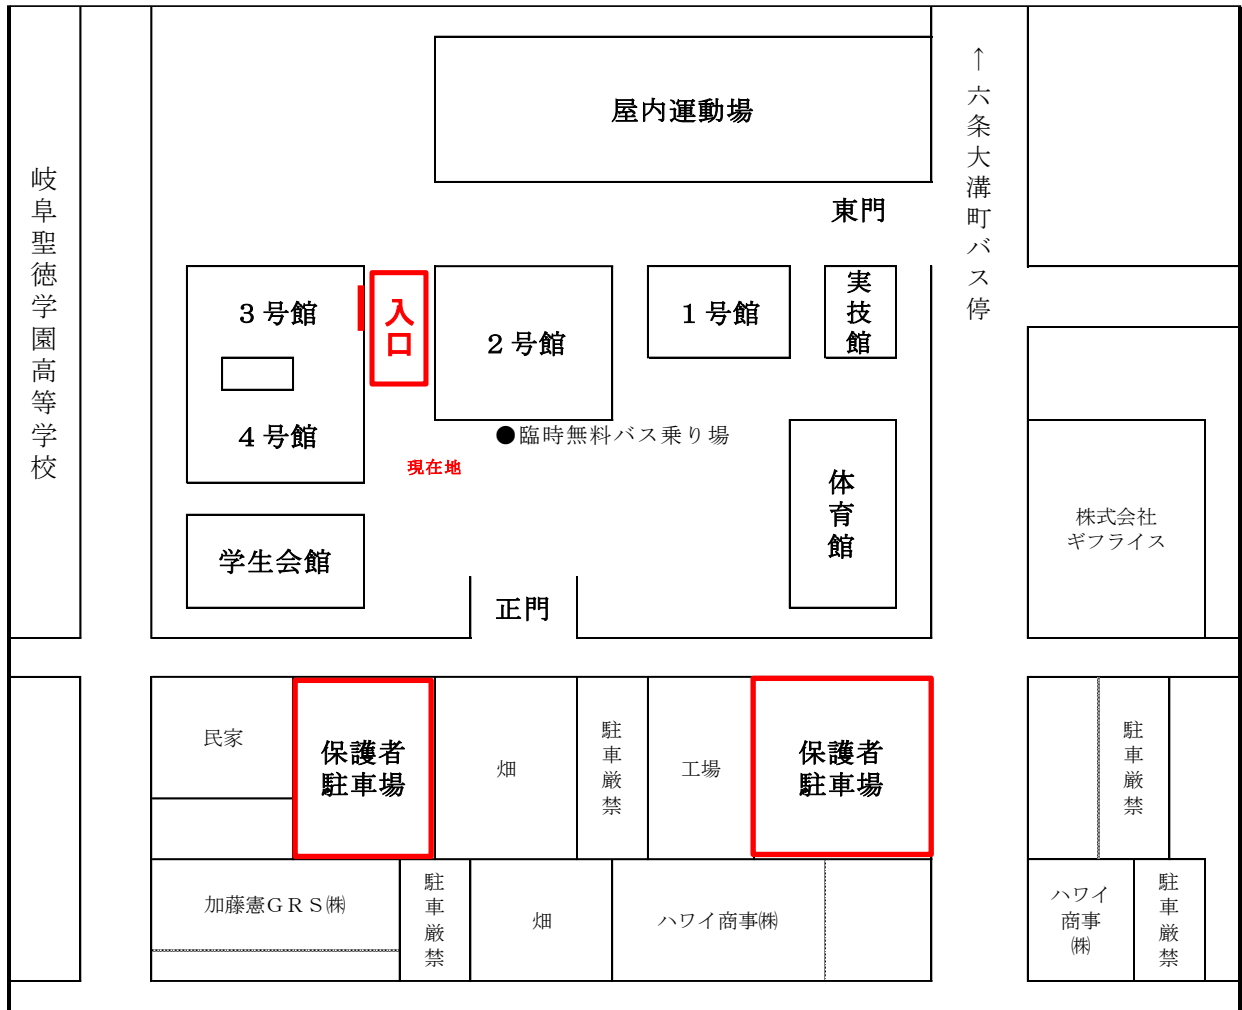 屋内運動場
↑六条大溝町バス停
岐阜聖徳学園高等学校
東門
３号館
入口
２号館
１号館
実技館
４号館
●臨時無料バス乗り場
現在地
体育館
株式会社
ギフライス
学生会館
正門
民家
保護者
駐車場
畑
駐車厳禁
工場
保護者
駐車場
駐車厳禁
加藤憲ＧＲＳ㈱
駐車厳禁
畑
ハワイ商事㈱
ハワイ
商事
㈱
駐車厳禁